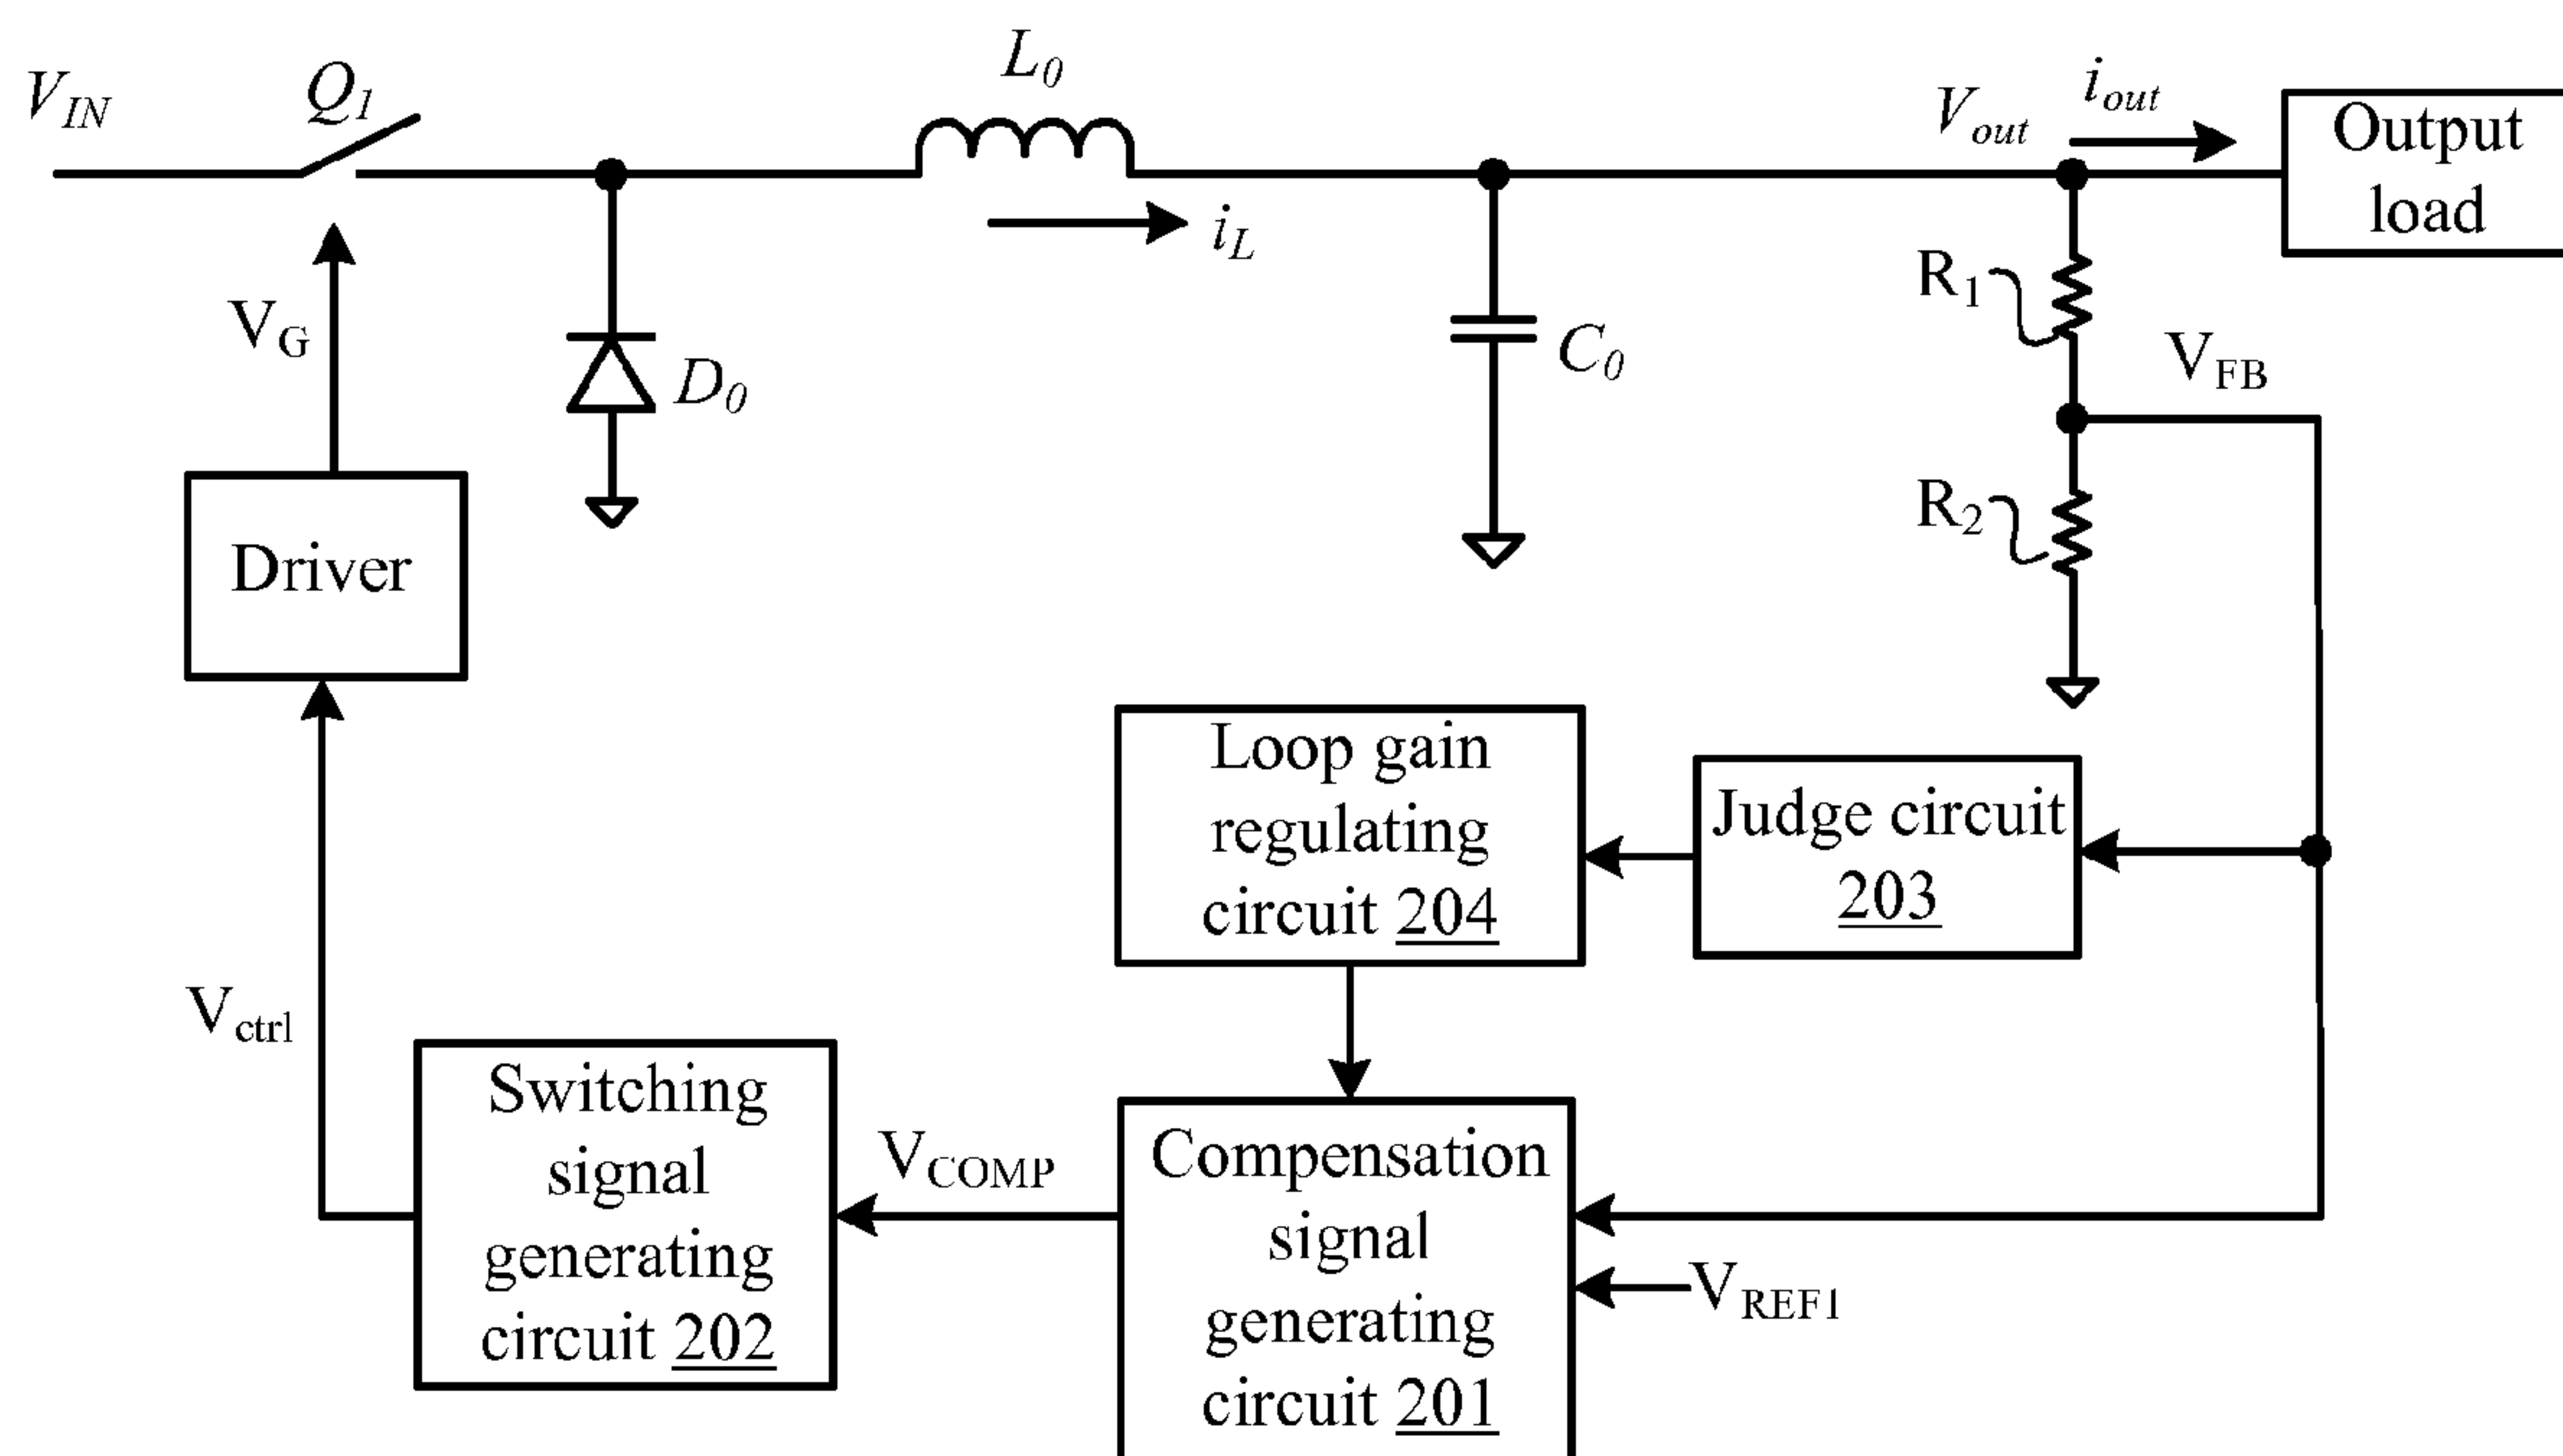 V_IN
Q_1
L_0
V_out
i_out
Output
load
i_L
R_1
V_G
V_FB
D_0
C_0
R_2
Driver
Loop gain
regulating
circuit 204
Judge circuit
203
V_ctrl
Switching
signal
generating
circuit 202
V_COMP
Compensation
signal
generating
circuit 201
V_REF1